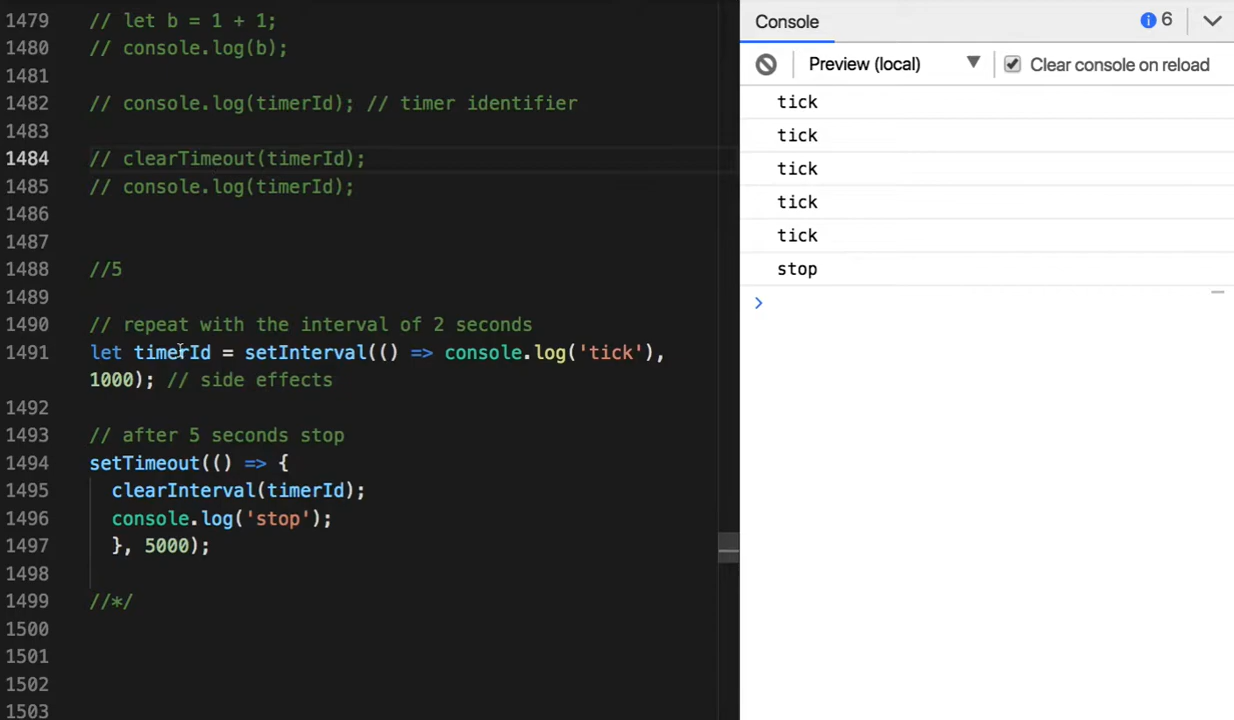 1479 // let b = 1 + 1;
1480 // console.log(b);
1481
1482 // console.log(timerId); // timer identifier
1483
1484 // clearTimeout(timerId);
1485 // console.log(timerId);
1486
1487
1488 //5
1489
1490 // repeat with the interval of 2 seconds
1491 let timerId = setInterval(() => console.log('tick'),
1000); // side effects
1492
1493 // after 5 seconds stop
1494 setTimeout(() => {
1495 clearInterval(timerId);
1496 console.log('stop');
1497 }, 5000);
1498
1499 //*/
1500
1501
1502
1503
Console
6
Preview (local)
Clear console on reload
tick
tick
tick
tick
tick
stop